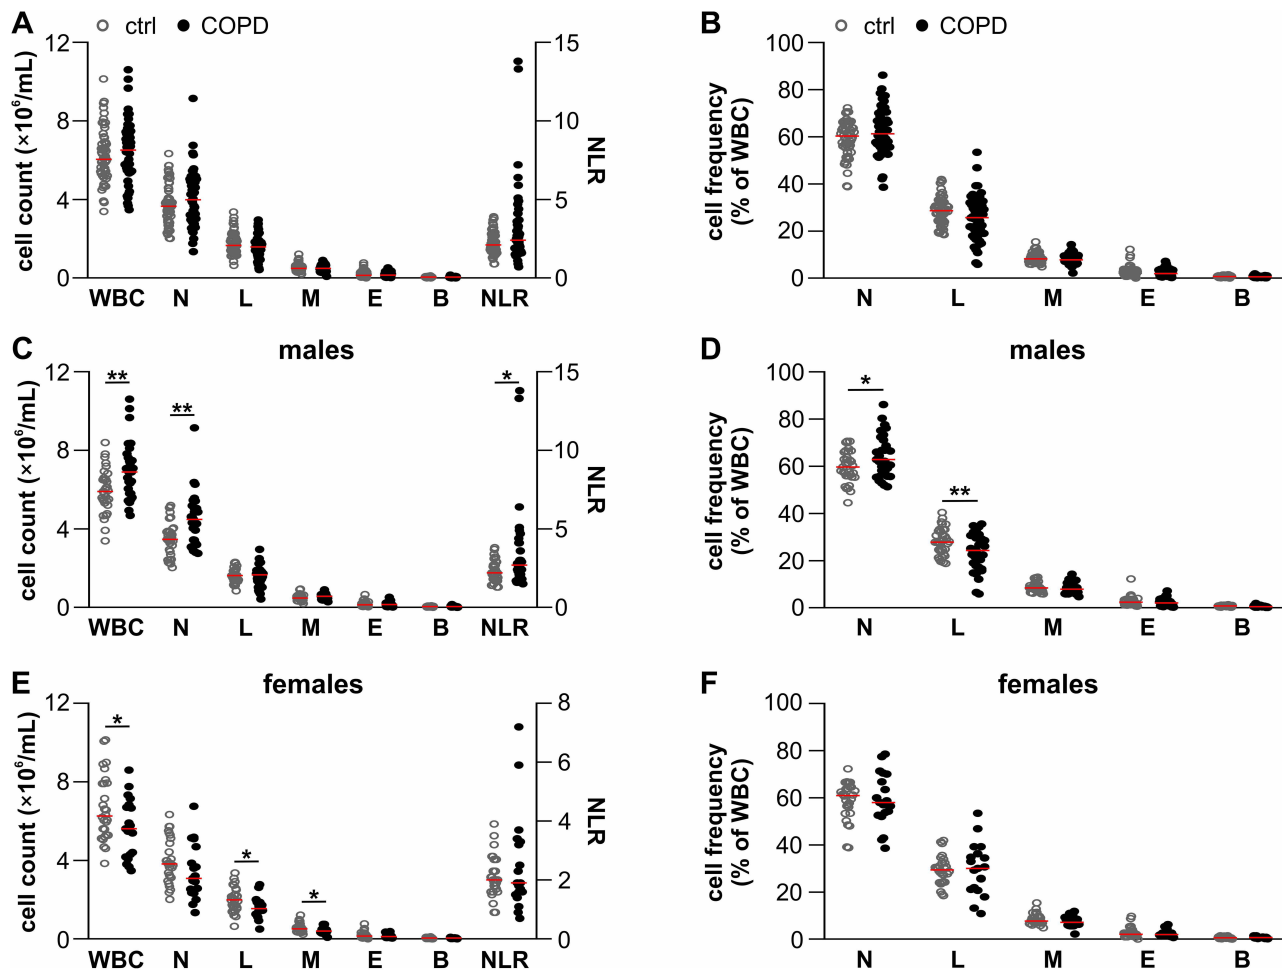 A
ctrl
COPD
cell count (×10⁶/mL)
12
8
4
0
15
10
5
0
NLR
WBC N L M E B NLR
B
ctrl
COPD
cell frequency
(% of WBC)
100
80
60
40
20
0
N L M E B
C
males
cell count (×10⁶/mL)
12
8
4
0
** ** *
15
10
5
0
NLR
WBC N L M E B NLR
D
males
cell frequency
(% of WBC)
100
80
60
40
20
0
*
**
N L M E B
E
females
cell count (×10⁶/mL)
12
8
4
0
*
*
*
8
6
4
2
0
NLR
WBC N L M E B NLR
F
females
cell frequency
(% of WBC)
100
80
60
40
20
0
N L M E B